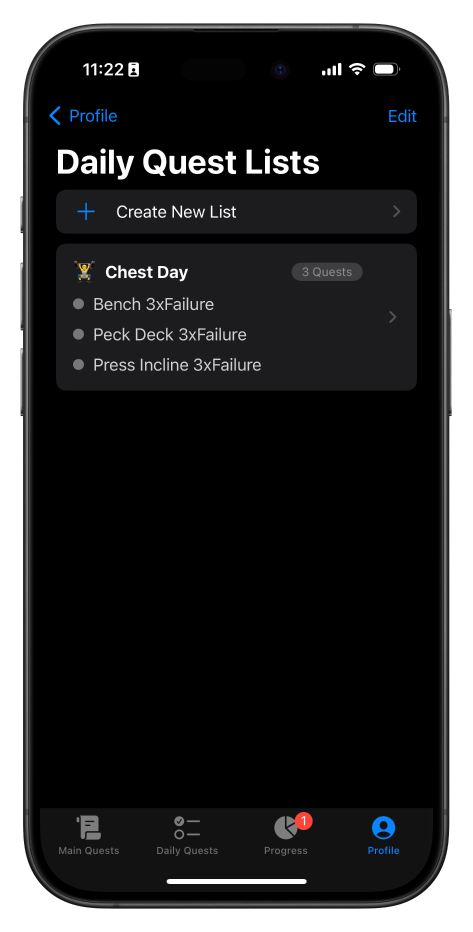 11:22
Profile
Edit
Daily Quest Lists
Create New List
Chest Day
3 Quests
Bench 3xFailure
Peck Deck 3xFailure
Press Incline 3xFailure
1
Main Quests
Daily Quests
Progress
Profile